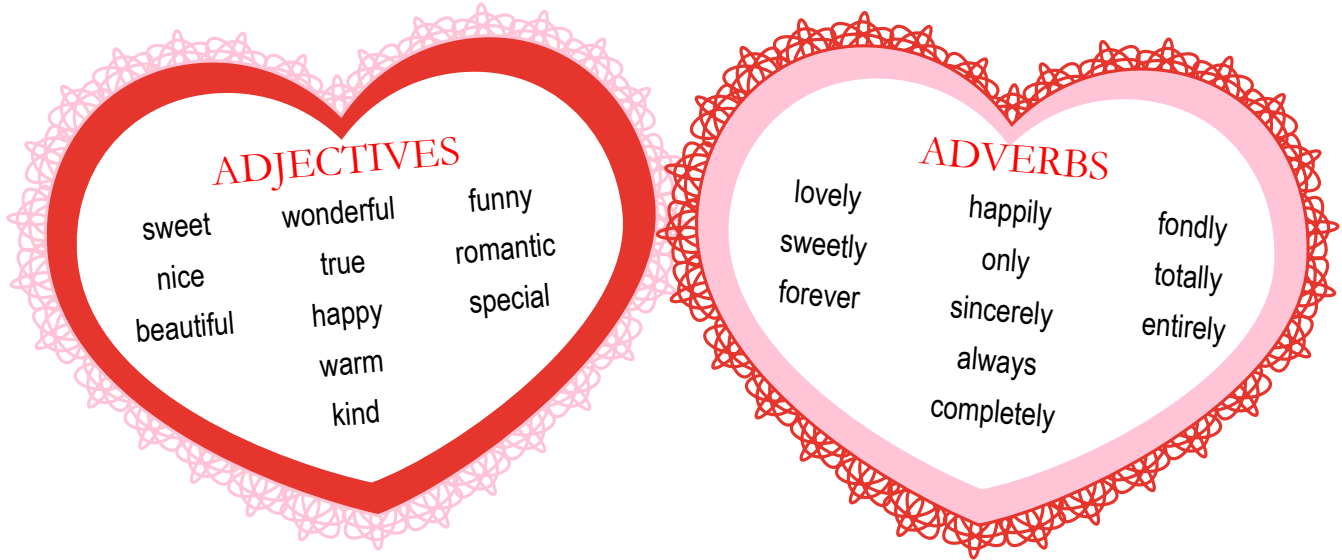 ADJECTIVES
sweet
nice
beautiful
wonderful
true
happy
warm
kind
funny
romantic
special
ADVERBS
lovely
sweetly
forever
happily
only
sincerely
always
completely
fondly
totally
entirely